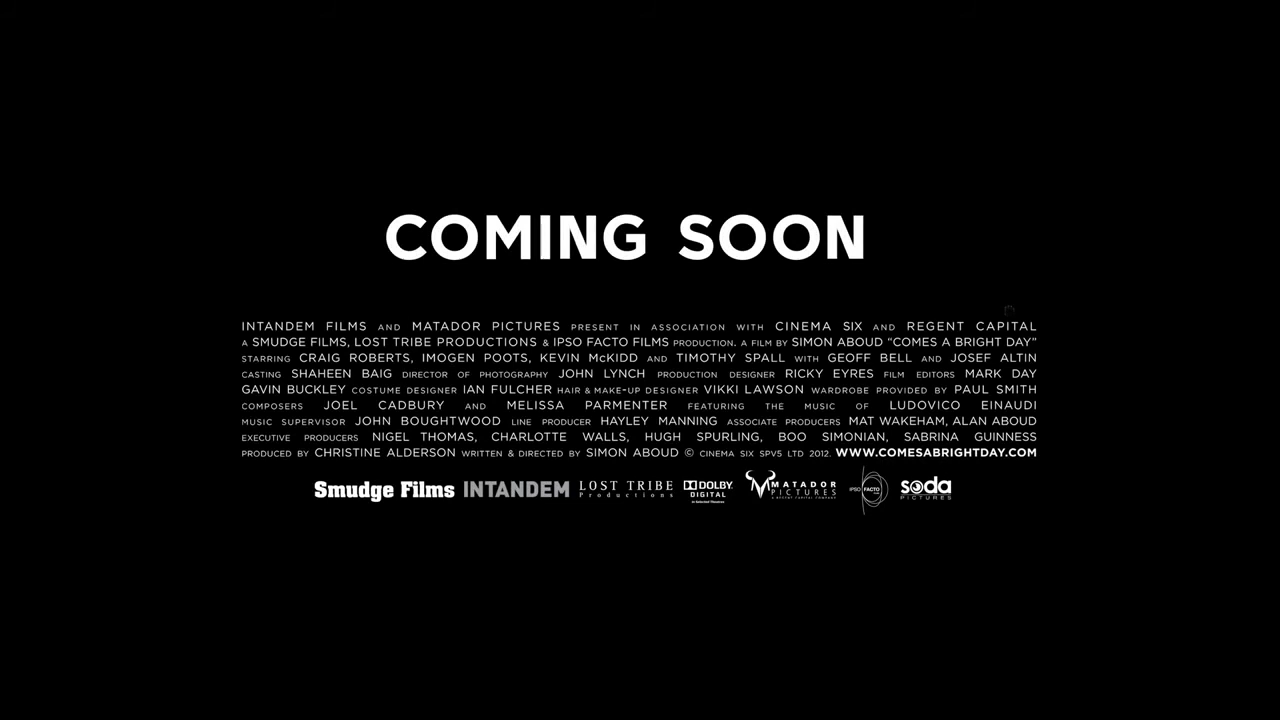 COMING SOON
INTANDEM FILMS AND MATADOR PICTURES PRESENT IN ASSOCIATION WITH CINEMA SIX AND REGENT CAPITAL
A SMUDGE FILMS, LOST TRIBE PRODUCTIONS & IPSO FACTO FILMS PRODUCTION. A FILM BY SIMON ABOUD “COMES A BRIGHT DAY”
STARRING CRAIG ROBERTS, IMOGEN POOTS, KEVIN McKIDD AND TIMOTHY SPALL WITH GEOFF BELL AND JOSEF ALTIN
CASTING SHAHEEN BAIG DIRECTOR OF PHOTOGRAPHY JOHN LYNCH PRODUCTION DESIGNER RICKY EYRES FILM EDITORS MARK DAY
GAVIN BUCKLEY COSTUME DESIGNER IAN FULCHER HAIR & MAKE-UP DESIGNER VIKKI LAWSON WARDROBE PROVIDED BY PAUL SMITH
COMPOSERS JOEL CADBURY AND MELISSA PARMENTER FEATURING THE MUSIC OF LUDOVICO EINAUDI
MUSIC SUPERVISOR JOHN BOUGHTWOOD LINE PRODUCER HAYLEY MANNING ASSOCIATE PRODUCERS MAT WAKEHAM, ALAN ABOUD
EXECUTIVE PRODUCERS NIGEL THOMAS, CHARLOTTE WALLS, HUGH SPURLING, BOO SIMONIAN, SABRINA GUINNESS
PRODUCED BY CHRISTINE ALDERSON WRITTEN & DIRECTED BY SIMON ABOUD © CINEMA SIX SPV5 LTD 2012. WWW.COMESABRIGHTDAY.COM
Smudge Films INTANDEM LOST TRIBE Productions DOLBY DIGITAL In Selected Theatres MATADOR PICTURES A REGENT CAPITAL COMPANY IPSO FACTO soda PICTURES